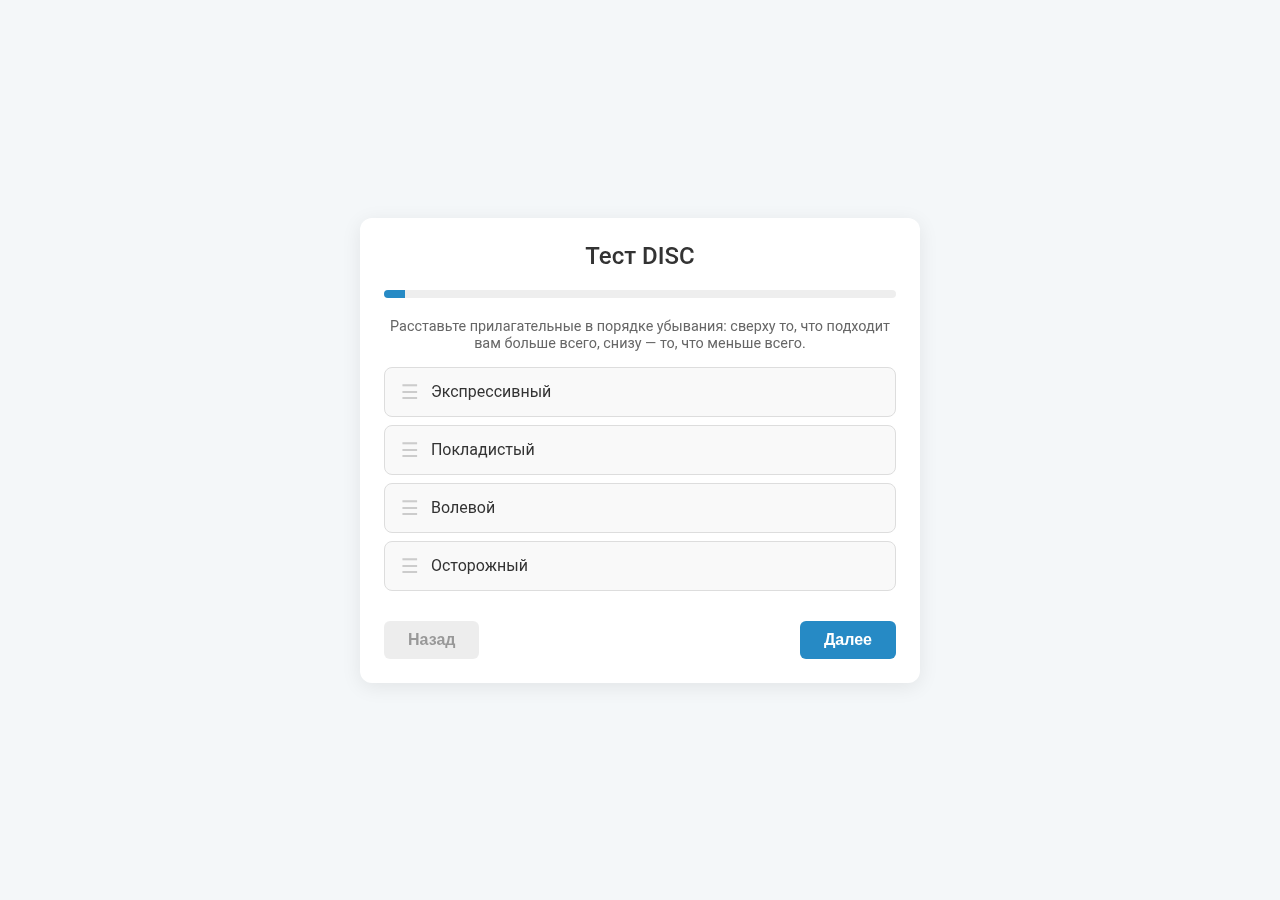 Тест DISC
Расставьте прилагательные в порядке убывания: сверху то, что подходит
вам больше всего, снизу — то, что меньше всего.
Экспрессивный
Покладистый
Волевой
Осторожный
Назад
Далее